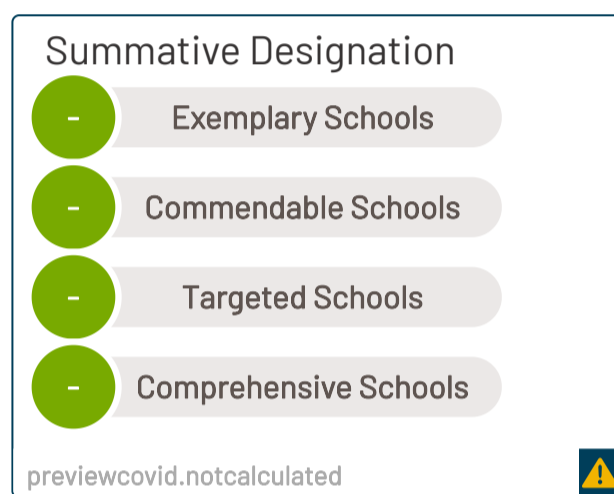 Summative Designation
- Exemplary Schools
- Commendable Schools
- Targeted Schools
- Comprehensive Schools
previewcovid.notcalculated